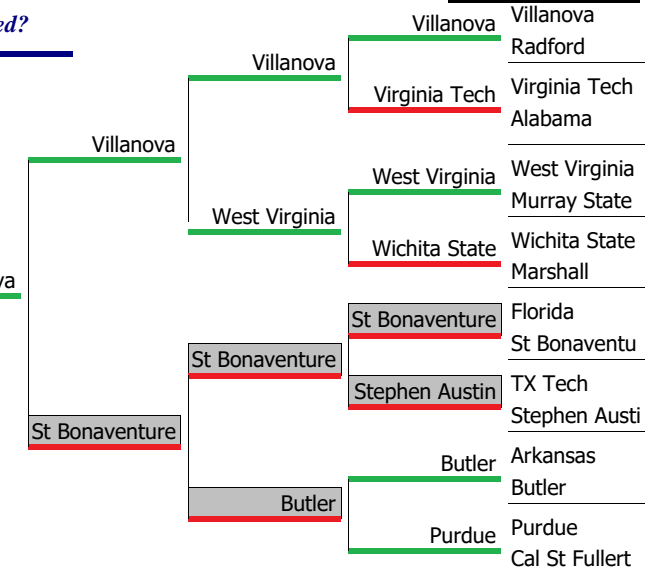 ed?
Villanova
Villanova
Radford
Villanova
Virginia Tech
Virginia Tech
Alabama
Villanova
West Virginia
West Virginia
Murray State
West Virginia
Wichita State
Wichita State
Marshall
va
St Bonaventure
Florida
St Bonaventu
St Bonaventure
Stephen Austin
TX Tech
Stephen Austi
St Bonaventure
Butler
Arkansas
Butler
Butler
Purdue
Purdue
Cal St Fullert